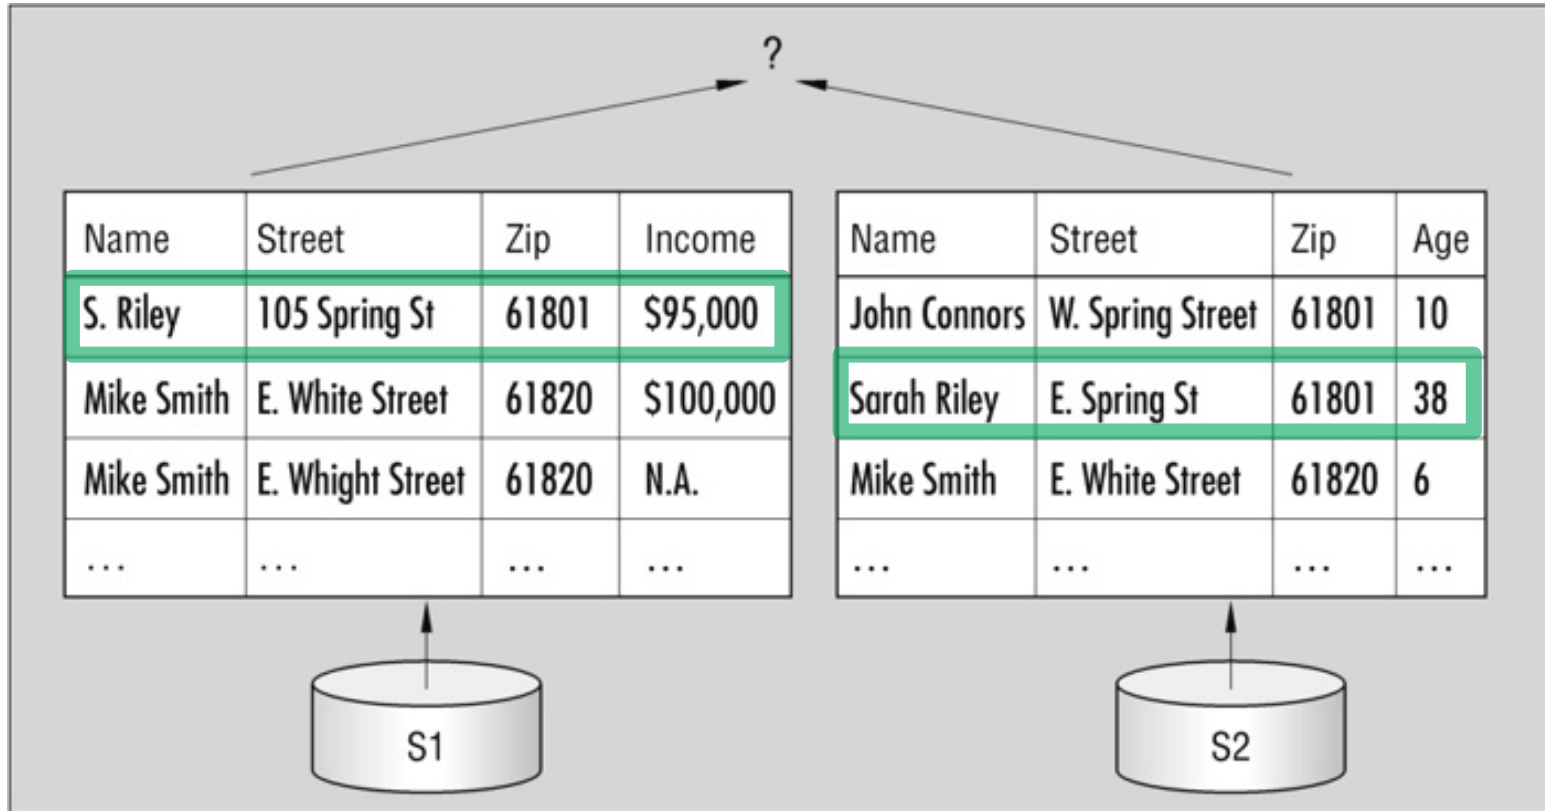 ?
Name Street Zip Income
S. Riley 105 Spring St 61801 $95,000
Mike Smith E. White Street 61820 $100,000
Mike Smith E. Whight Street 61820 N.A.
... ... ... ...
Name Street Zip Age
John Connors W. Spring Street 61801 10
Sarah Riley E. Spring St 61801 38
Mike Smith E. White Street 61820 6
... ... ... ...
S1
S2